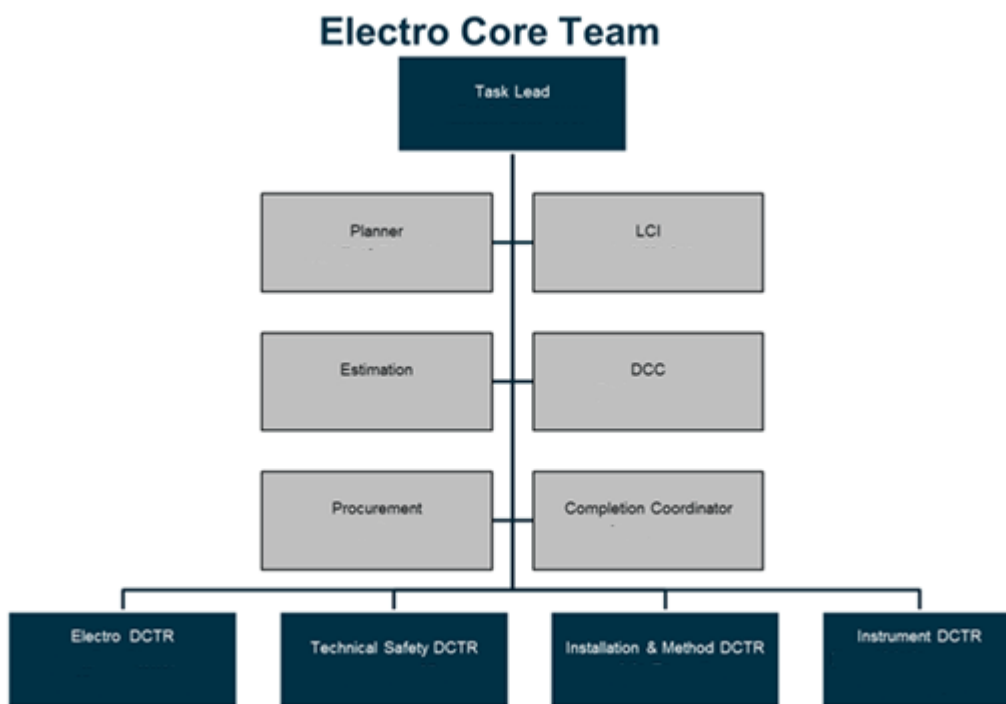 Electro Core Team
Task Lead
Planner
LCI
Estimation
DCC
Procurement
Completion Coordinator
Electro DCTR
Technical Safety DCTR
Installation & Method DCTR
Instrument DCTR